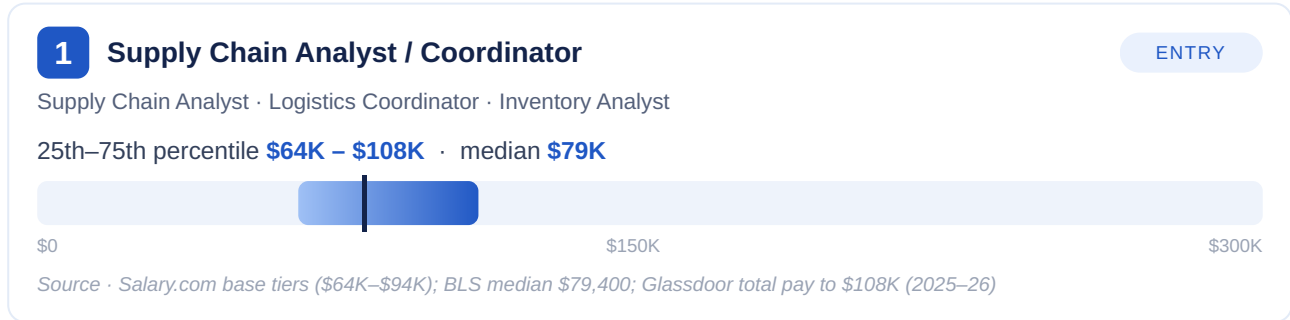 1 Supply Chain Analyst / Coordinator ENTRY
Supply Chain Analyst · Logistics Coordinator · Inventory Analyst
25th–75th percentile $64K – $108K · median $79K
$0 $150K $300K
Source · Salary.com base tiers ($64K–$94K); BLS median $79,400; Glassdoor total pay to $108K (2025–26)